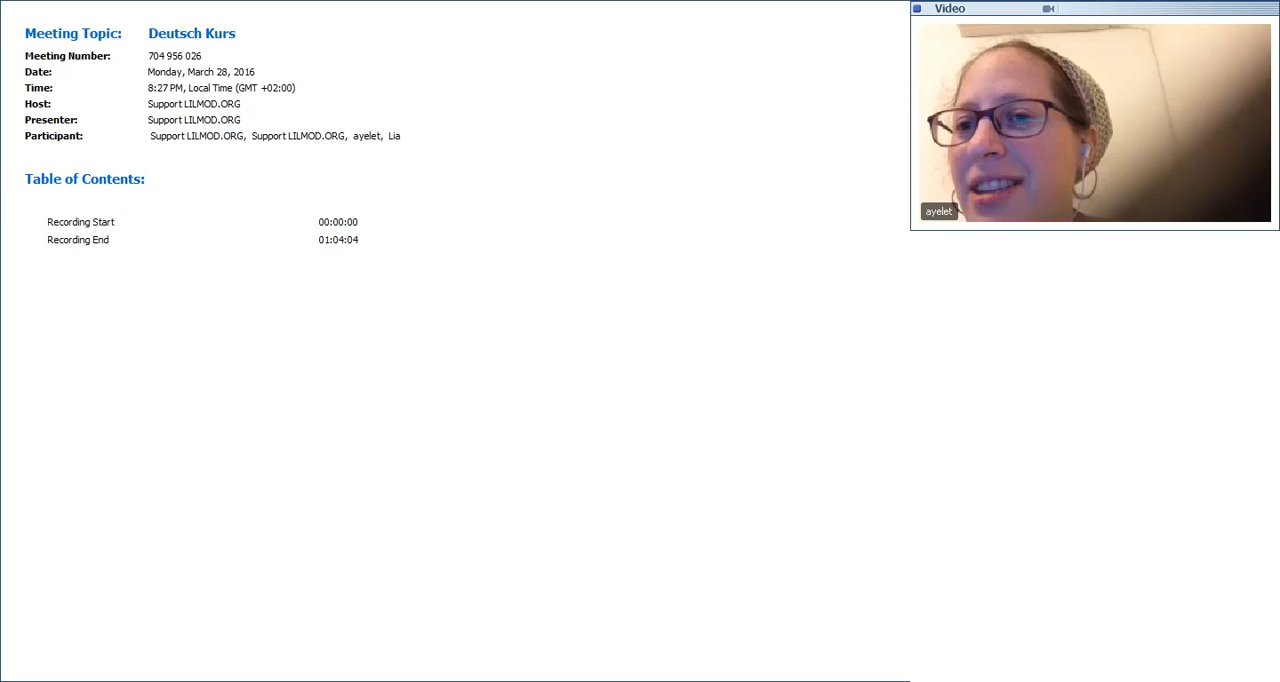 Meeting Topic: Deutsch Kurs
Meeting Number: 704 956 026
Date: Monday, March 28, 2016
Time: 8:27 PM, Local Time (GMT +02:00)
Host: Support LILMOD.ORG
Presenter: Support LILMOD.ORG
Participant: Support LILMOD.ORG, Support LILMOD.ORG, ayelet, Lia
Table of Contents:
Recording Start 00:00:00
Recording End 01:04:04
Video
ayelet